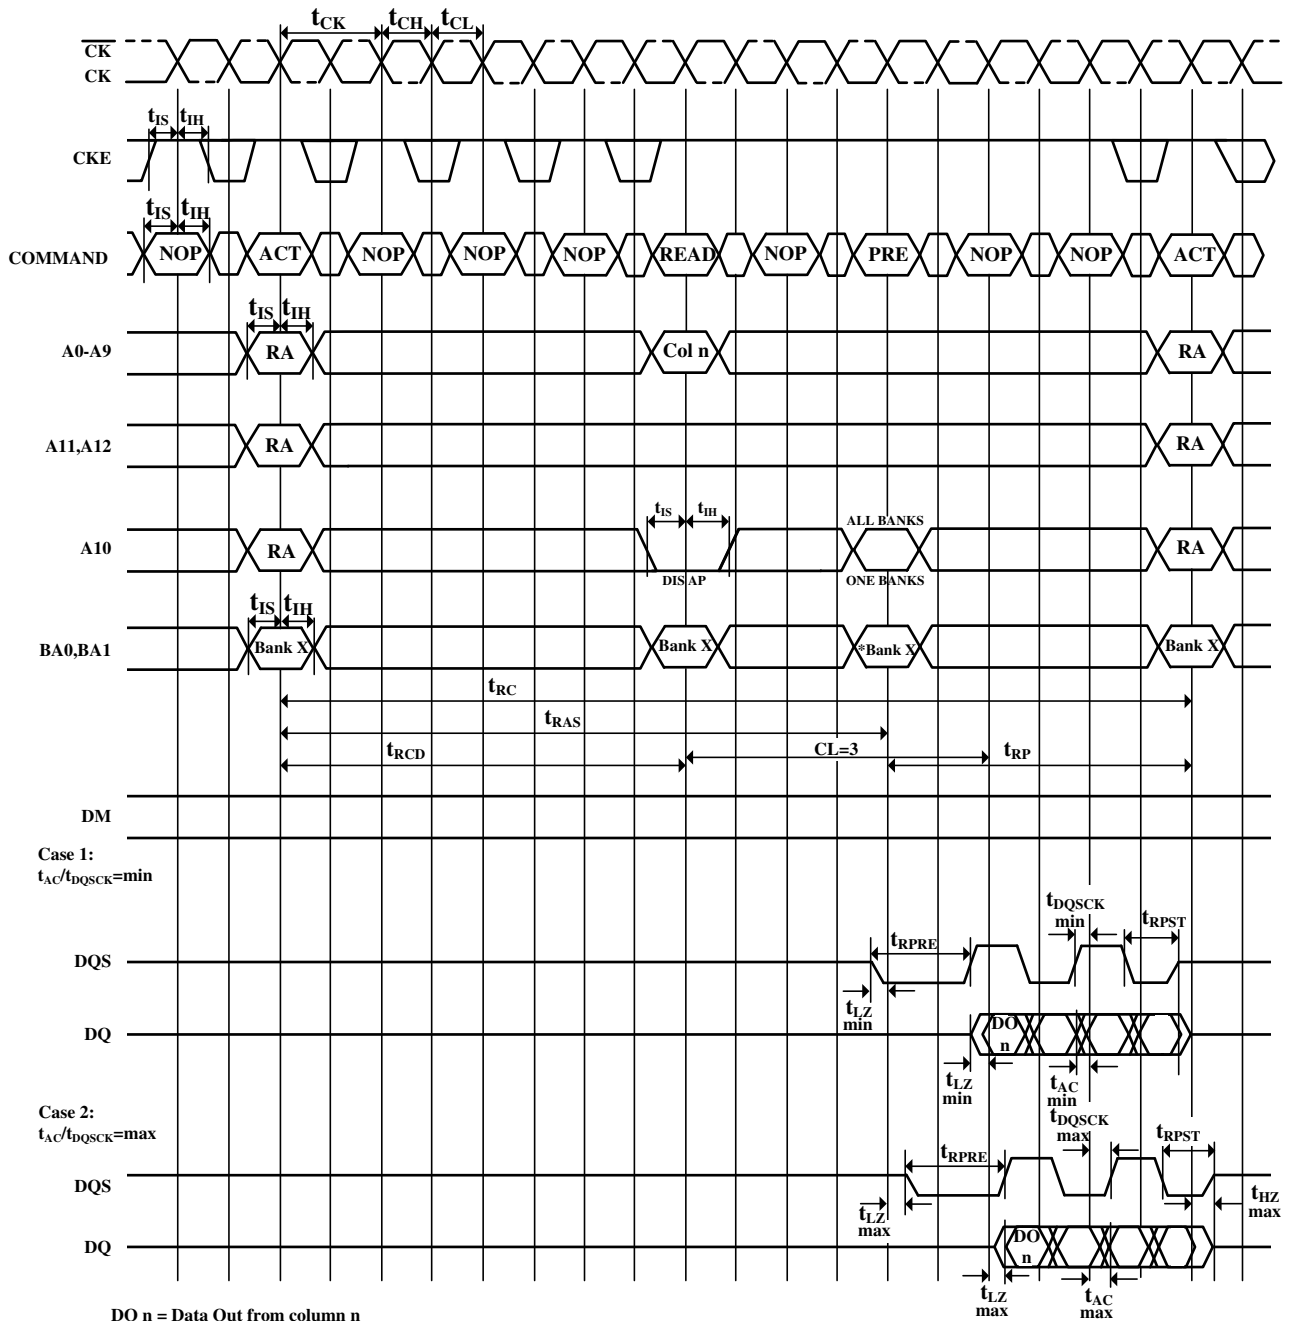 tCK tCH tCL
CK
CK
tIS tIH
CKE
tIS tIH
COMMAND NOP ACT NOP NOP NOP READ NOP PRE NOP NOP ACT
tIS tIH
A0-A9 RA Col n RA
A11,A12 RA RA
tIS tIH ALL BANKS
A10 RA RA
DIS AP ONE BANKS
tIS tIH
BA0,BA1 Bank X Bank X *Bank X Bank X
tRC
tRAS
tRCD CL=3 tRP
DM
Case 1:
tAC/tDQSCK=min
tDQSCK
min
tRPRE tRPST
DQS
tLZ
min
DQ DO
n
tLZ
min
tAC
min
Case 2:
tAC/tDQSCK=max
tDQSCK
max
tRPRE tRPST
DQS
tLZ
max
tHZ
max
DQ DO
n
tLZ
max
tAC
max
DO n = Data Out from column n